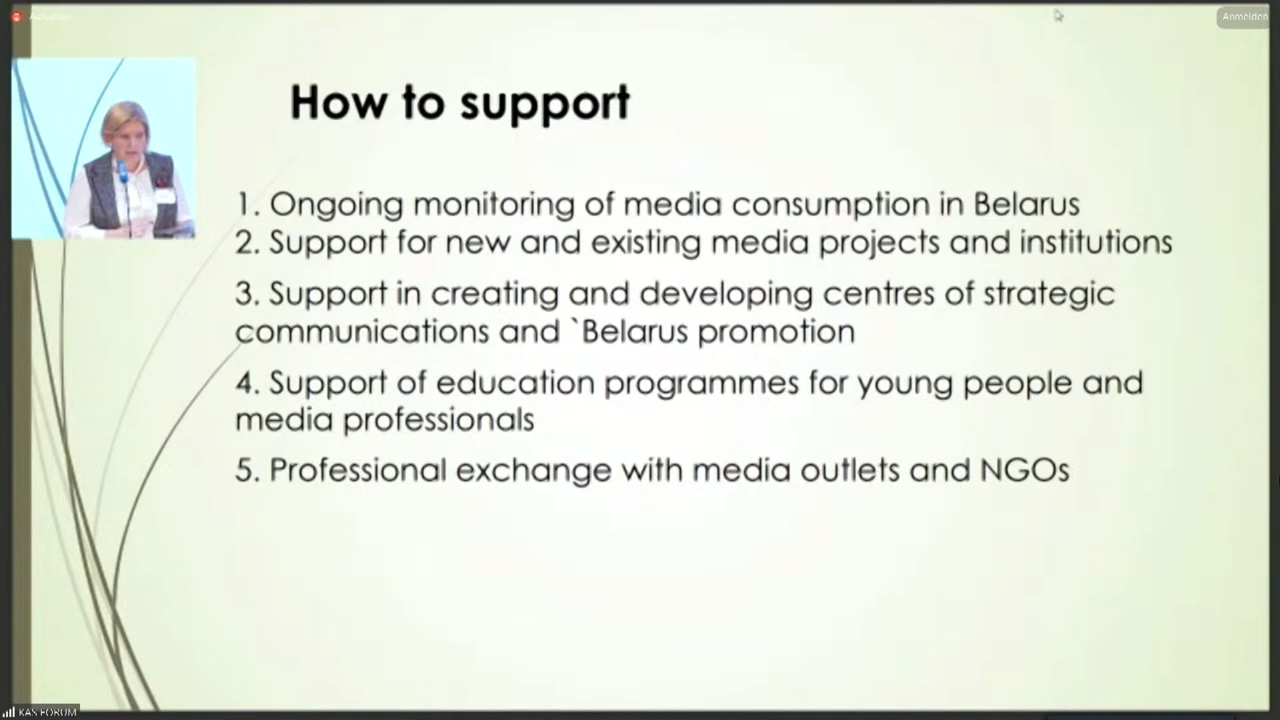 Anmelden
How to support
1. Ongoing monitoring of media consumption in Belarus
2. Support for new and existing media projects and institutions
3. Support in creating and developing centres of strategic
communications and `Belarus promotion
4. Support of education programmes for young people and
media professionals
5. Professional exchange with media outlets and NGOs
KAS FORUM